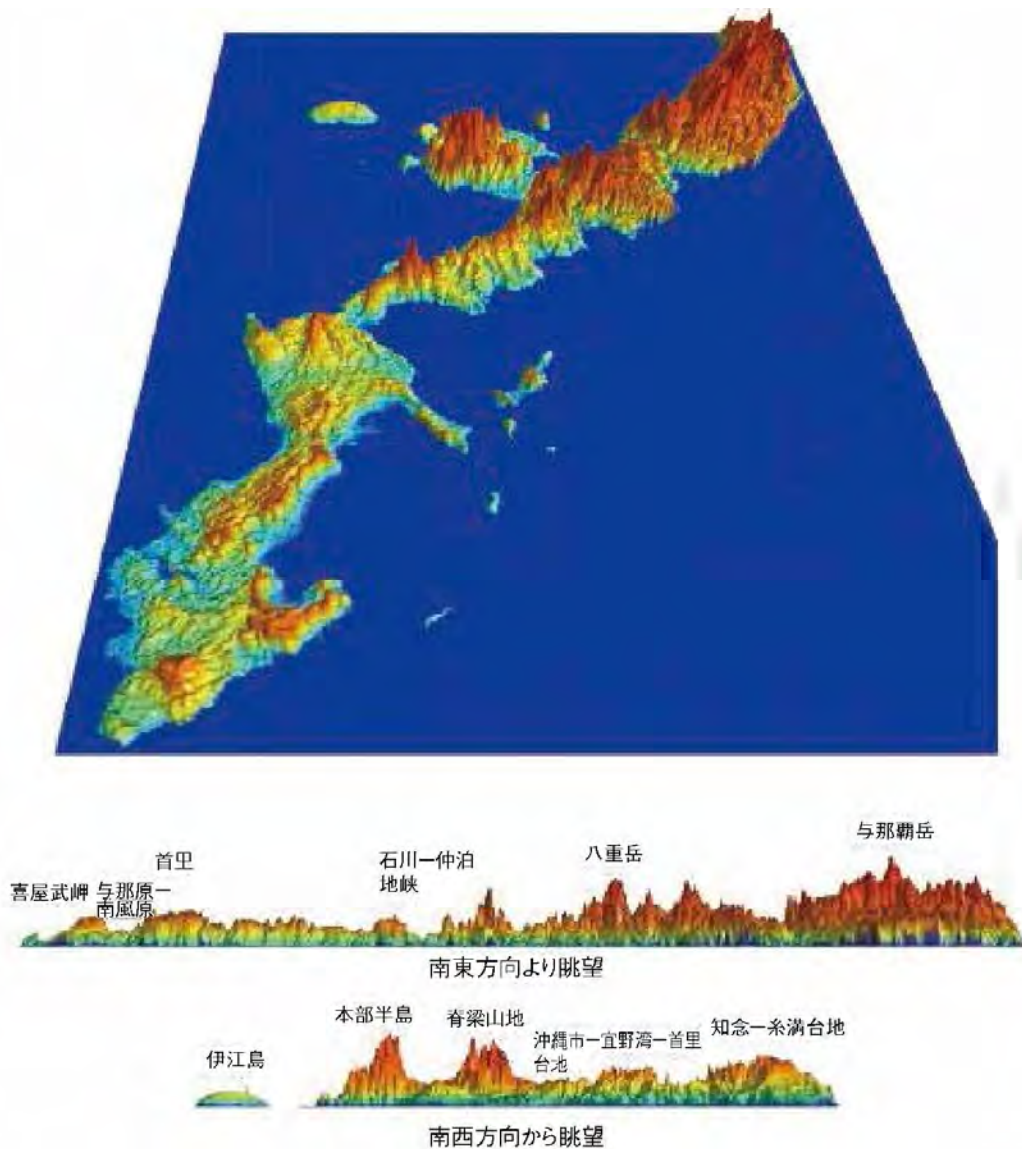 与那覇岳
八重岳
首里
石川ー仲泊
地峡
喜屋武岬
与那原ー
南風原
南東方向より眺望
本部半島
脊梁山地
沖縄市ー宜野湾ー首里
台地
知念ー糸満台地
伊江島
南西方向から眺望